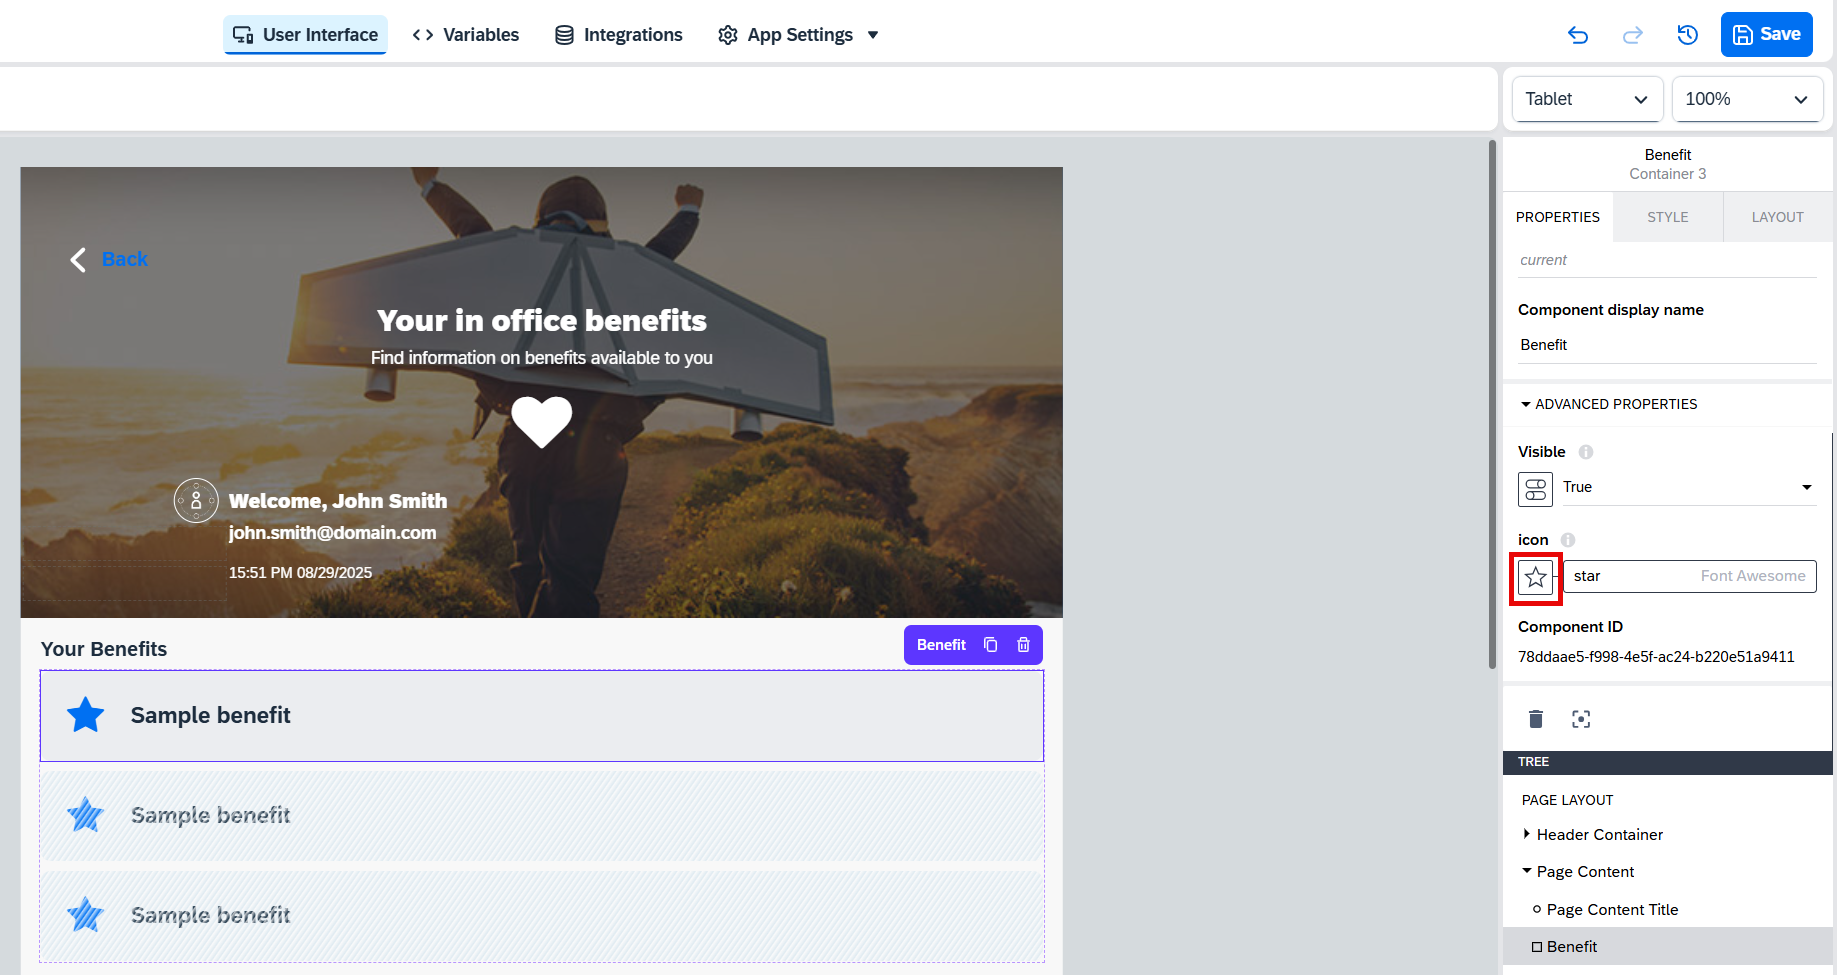 User Interface
Variables
Integrations
App Settings
Save
Tablet
100%
Benefit
Container 3
PROPERTIES
STYLE
LAYOUT
current
Component display name
Benefit
ADVANCED PROPERTIES
Visible
True
icon
star
Font Awesome
Component ID
78ddaae5-f998-4e5f-ac24-b220e51a9411
TREE
PAGE LAYOUT
Header Container
Page Content
Page Content Title
Benefit
Back
Your in office benefits
Find information on benefits available to you
Welcome, John Smith
john.smith@domain.com
15:51 PM 08/29/2025
Your Benefits
Benefit
Sample benefit
Sample benefit
Sample benefit